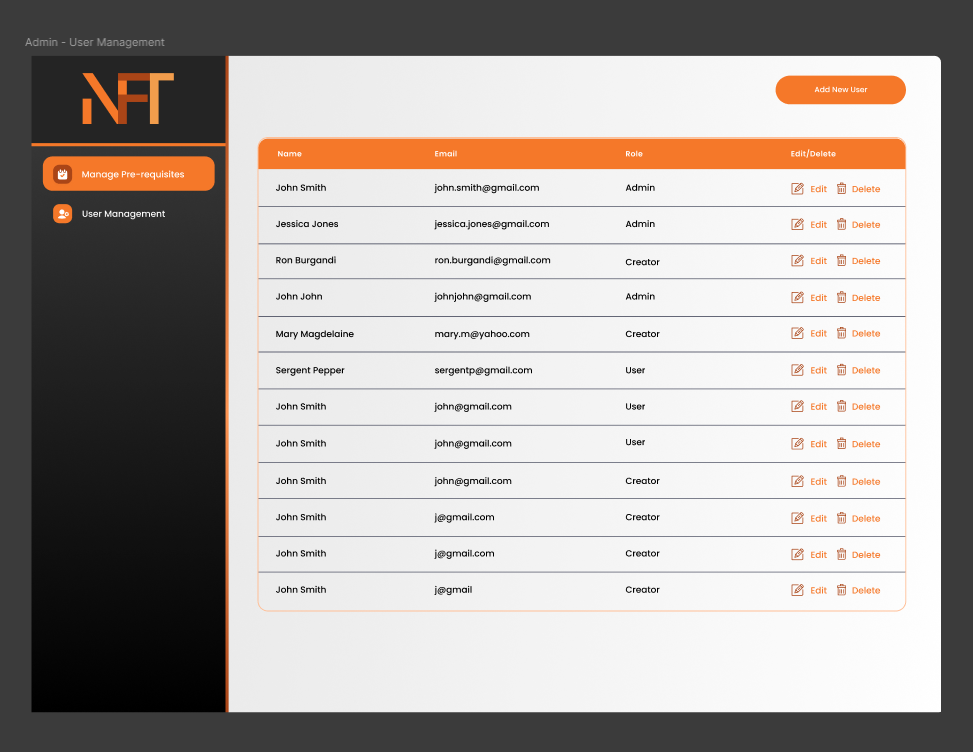 Admin - User Management
NFT
Add New User
Manage Pre-requisites
User Management
Name Email Role Edit/Delete
John Smith john.smith@gmail.com Admin Edit Delete
Jessica Jones jessica.jones@gmail.com Admin Edit Delete
Ron Burgandi ron.burgandi@gmail.com Creator Edit Delete
John John johnjohn@gmail.com Admin Edit Delete
Mary Magdelaine mary.m@yahoo.com Creator Edit Delete
Sergent Pepper sergentp@gmail.com User Edit Delete
John Smith john@gmail.com User Edit Delete
John Smith john@gmail.com User Edit Delete
John Smith john@gmail.com Creator Edit Delete
John Smith j@gmail.com Creator Edit Delete
John Smith j@gmail.com Creator Edit Delete
John Smith j@gmail Creator Edit Delete